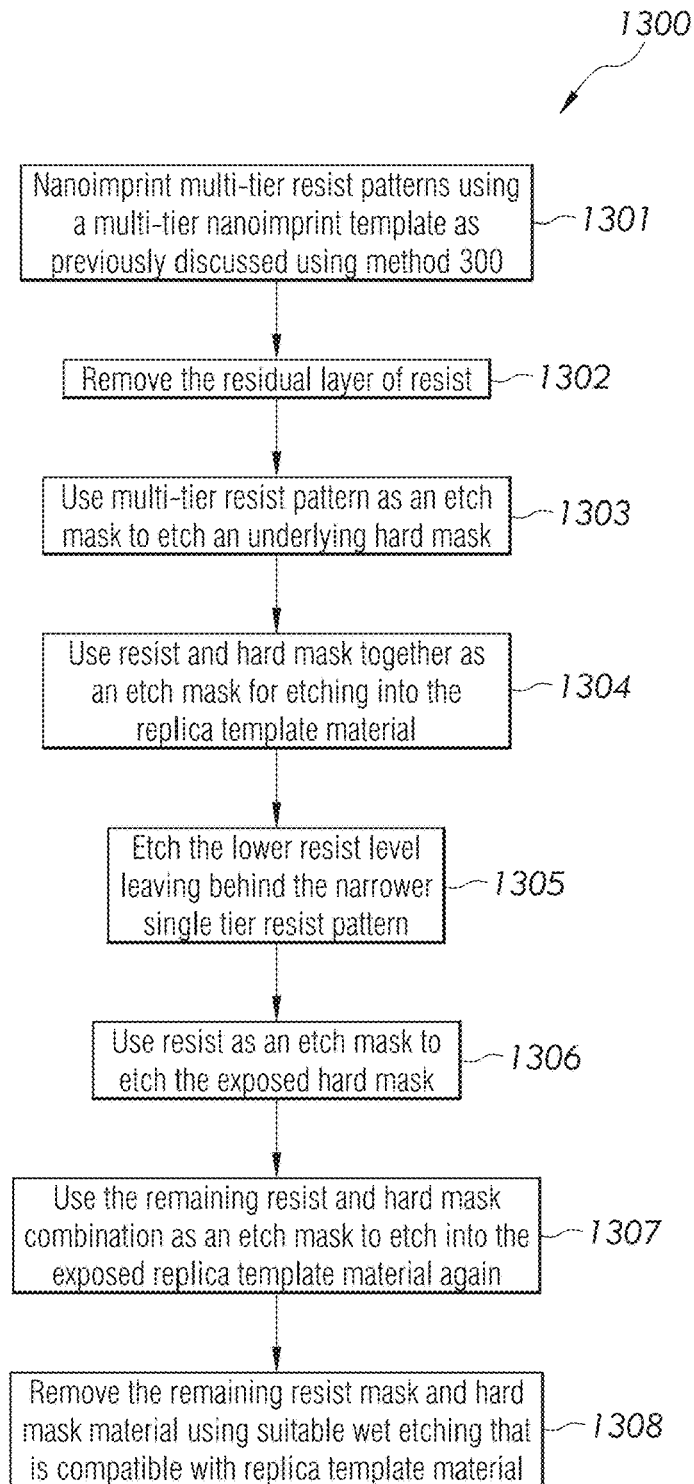 1300
Nanoimprint multi-tier resist patterns using
a multi-tier nanoimprint template as
previously discussed using method 300
1301
Remove the residual layer of resist
1302
Use multi-tier resist pattern as an etch
mask to etch an underlying hard mask
1303
Use resist and hard mask together as
an etch mask for etching into the
replica template material
1304
Etch the lower resist level
leaving behind the narrower
single tier resist pattern
1305
Use resist as an etch mask to
etch the exposed hard mask
1306
Use the remaining resist and hard mask
combination as an etch mask to etch into the
exposed replica template material again
1307
Remove the remaining resist mask and hard
mask material using suitable wet etching that
is compatible with replica template material
1308